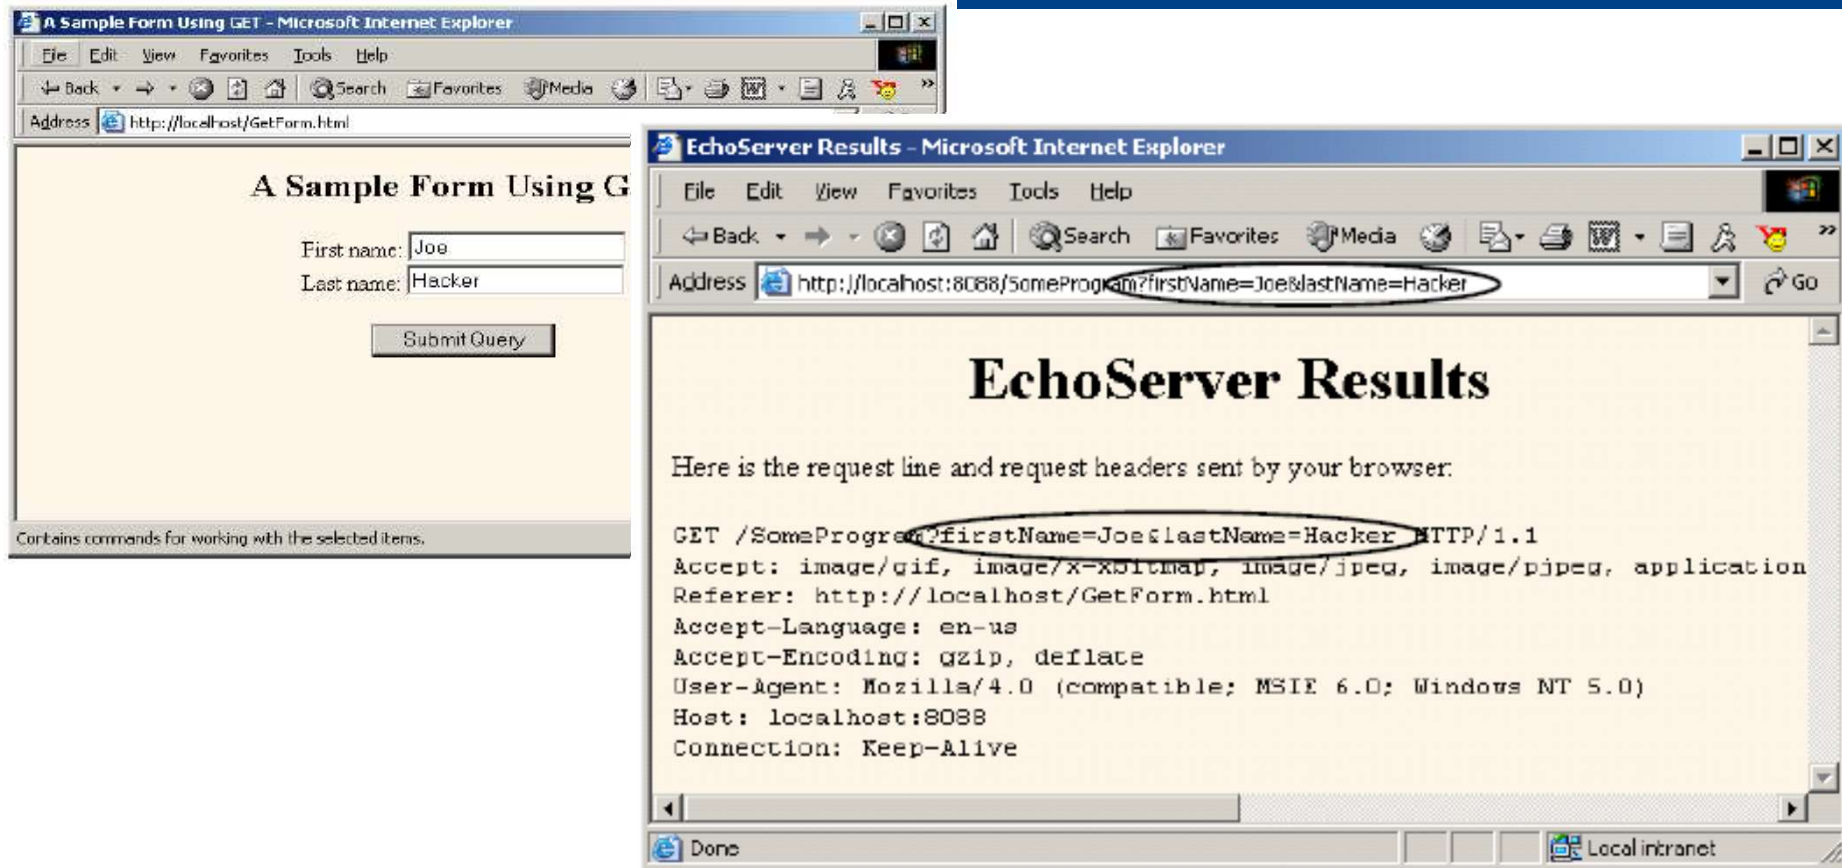 A Sample Form Using GET - Microsoft Internet Explorer
File Edit View Favorites Tools Help
Back Search Favorites Media »
Address http://localhost/GetForm.html
A Sample Form Using G
First name: Joe
Last name: Hacker
Submit Query
Contains commands for working with the selected items.
EchoServer Results - Microsoft Internet Explorer
File Edit View Favorites Tools Help
Back Search Favorites Media »
Address http://localhost:8088/SomeProgram?firstName=Joe&lastName=Hacker Go
EchoServer Results
Here is the request line and request headers sent by your browser:
GET /SomeProgram?firstName=Joe&lastName=Hacker HTTP/1.1
Accept: image/gif, image/x-xbitmap, image/jpeg, image/pjpeg, application
Referer: http://localhost/GetForm.html
Accept-Language: en-us
Accept-Encoding: gzip, deflate
User-Agent: Mozilla/4.0 (compatible; MSIE 6.0; Windows NT 5.0)
Host: localhost:8088
Connection: Keep-Alive
Done Local intranet